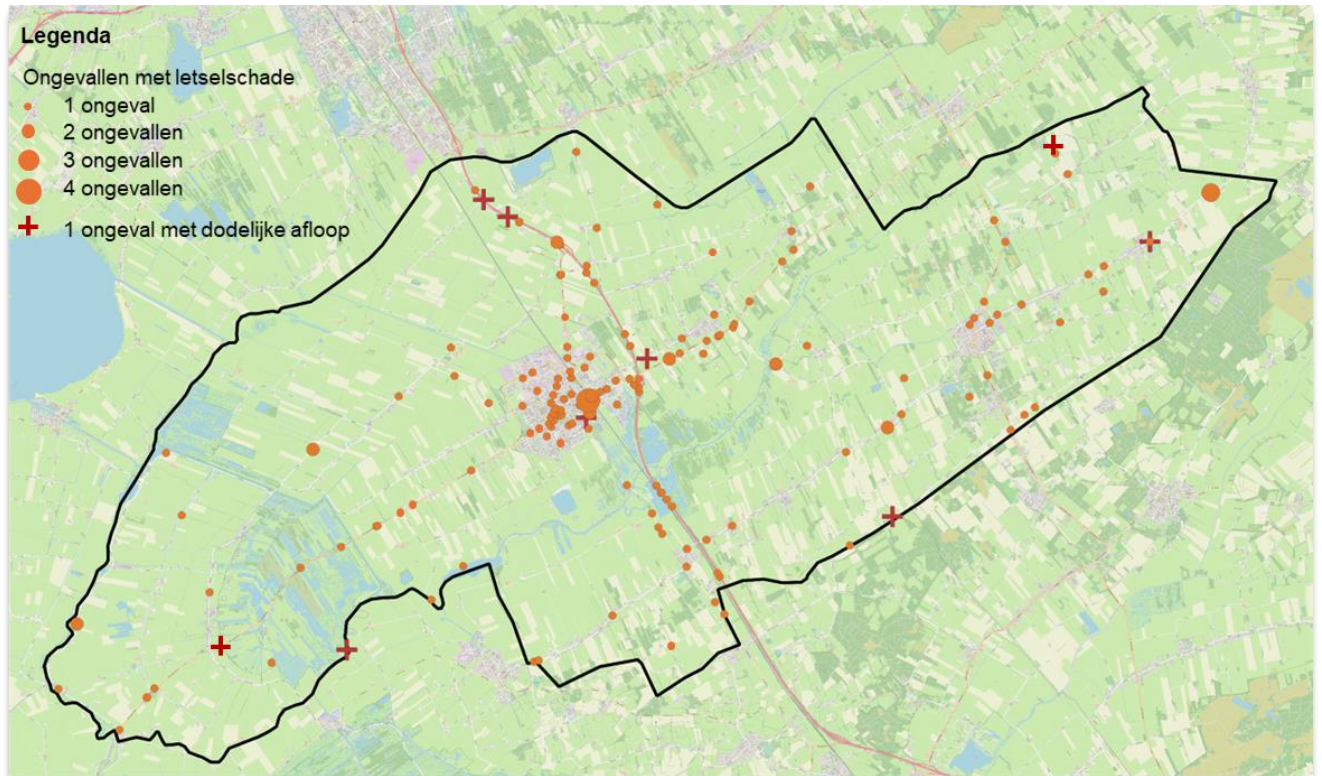 Legenda
Ongevallen met letselschade
1 ongeval
2 ongevallen
3 ongevallen
4 ongevallen
1 ongeval met dodelijke afloop